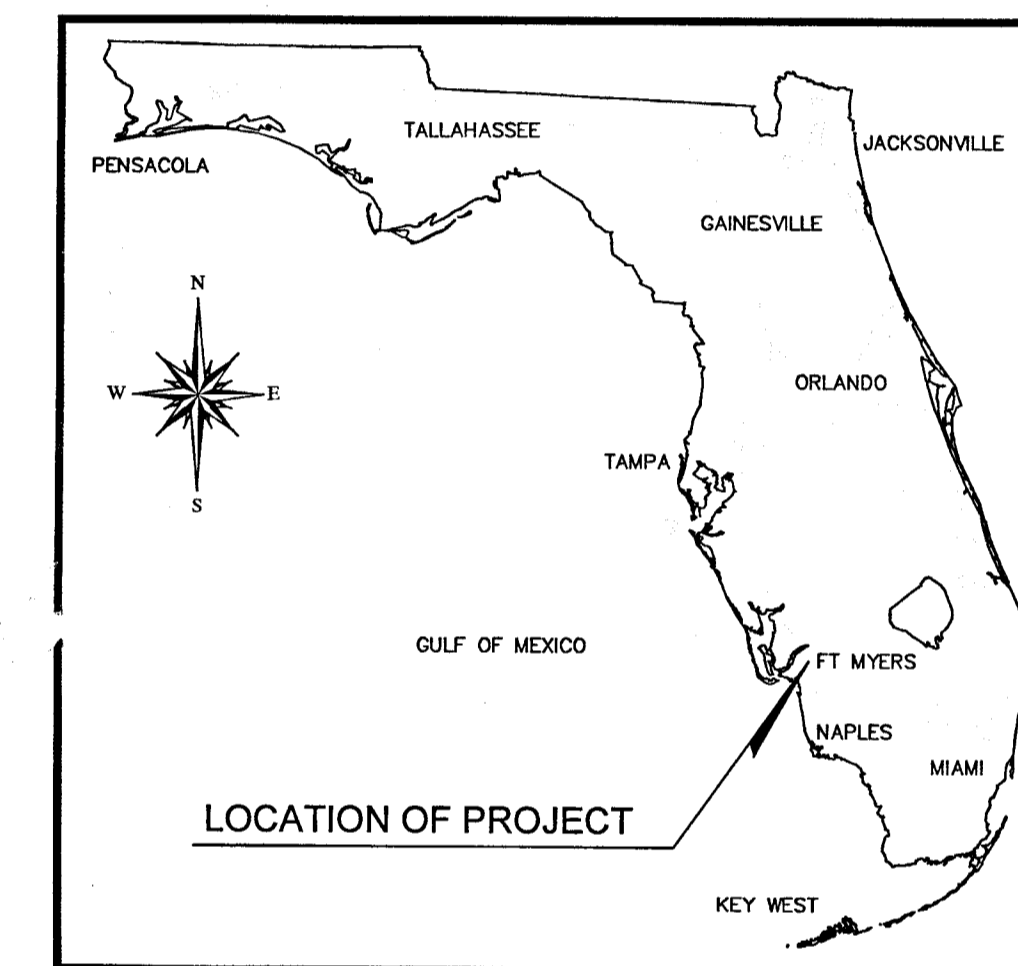 TALLAHASSEE
JACKSONVILLE
PENSACOLA
GAINESVILLE
N
W
E
S
ORLANDO
TAMPA
GULF OF MEXICO
FT MYERS
NAPLES
MIAMI
LOCATION OF PROJECT
KEY WEST